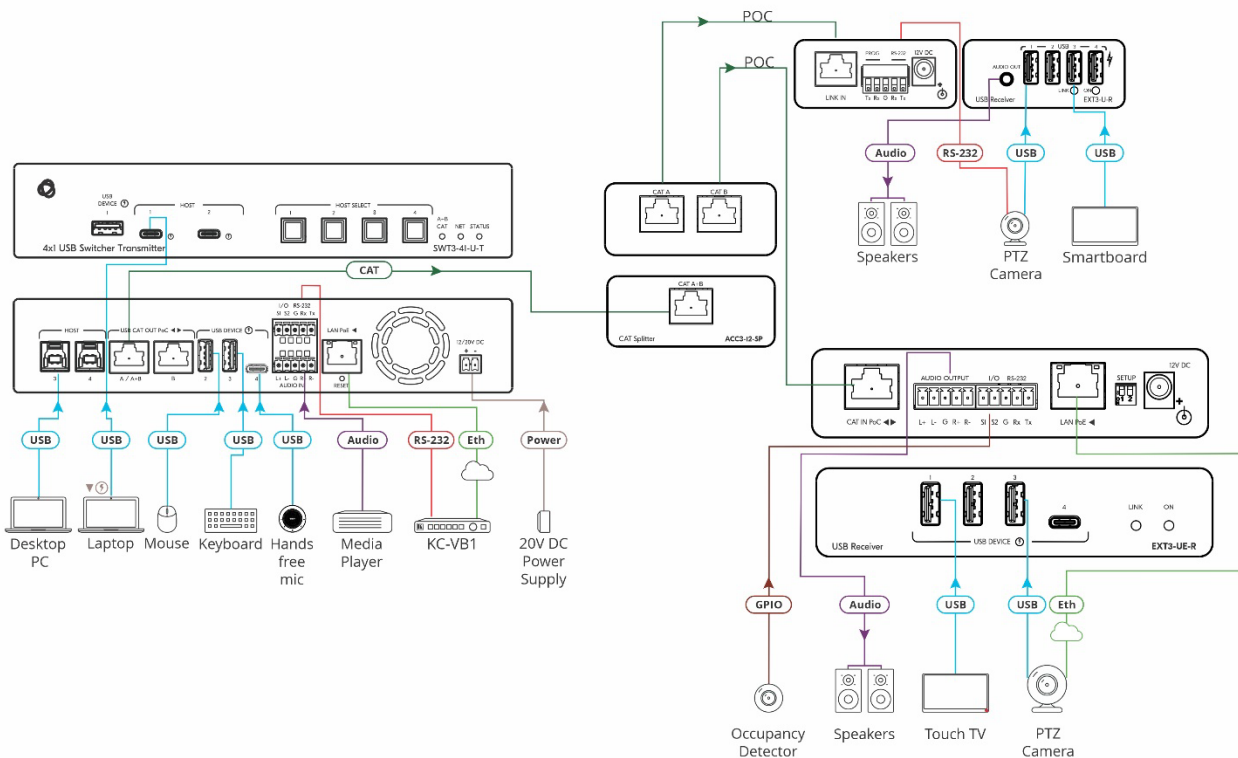 POC
POC
PROG RS-232 12V DC
LINK IN
Tx Rx G Rx Tx
USB
1 2 3 4
AUDIO OUT
USB Receiver
LINK ON
EXT3-U-R
Audio
RS-232
USB
USB
Speakers
PTZ
Camera
Smartboard
USB
DEVICE
1
HOST
1 2
HOST SELECT
1 2 3 4
A+B
CAT NET STATUS
4x1 USB Switcher Transmitter
SWT3-41-U-T
CAT
CAT A CAT B
CAT A+B
CAT Splitter
ACC3-12-SP
HOST
USB CAT OUT PoC
USB DEVICE
I/O RS-232
S1 S2 G Rx Tx
LAN PoE
12/20V DC
+ -
3 4
A / A+B
B
2 3 4
L+ L- G R+ R-
AUDIO IN
RESET
USB
USB
USB
USB
USB
Audio
RS-232
Eth
Power
Desktop
PC
Laptop
Mouse
Keyboard
Hands
free
mic
Media
Player
KC-VB1
20V DC
Power
Supply
AUDIO OUTPUT
I/O RS-232
SETUP
1 2
12V DC
CAT IN PoC
L+ L- G R+ R- S1 S2 G Rx Tx
LAN PoE
1 2 3 4
USB DEVICE
LINK ON
USB Receiver
EXT3-UE-R
GPIO
Audio
USB
USB
Eth
Occupancy
Detector
Speakers
Touch TV
PTZ
Camera